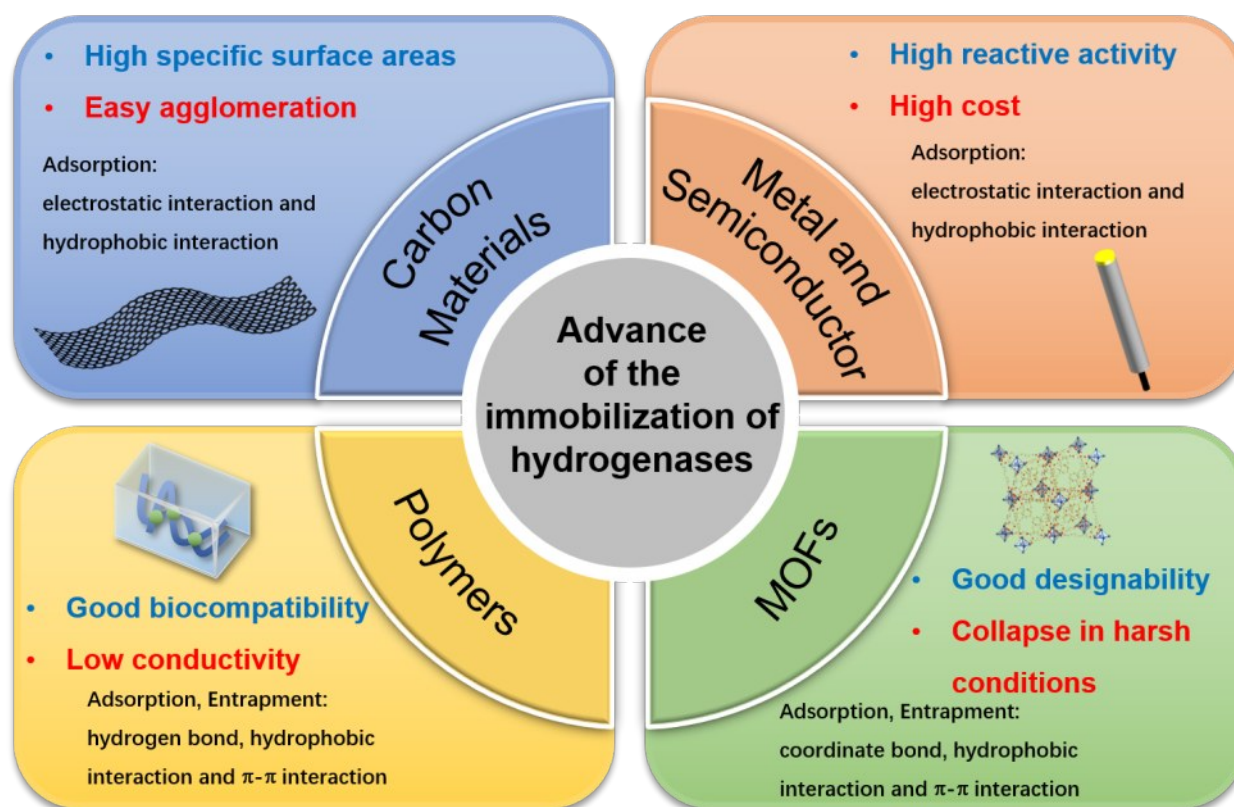 High specific surface areas
Easy agglomeration
Adsorption:
electrostatic interaction and
hydrophobic interaction
Carbon
Materials
High reactive activity
High cost
Adsorption:
electrostatic interaction and
hydrophobic interaction
Metal and
Semiconductor
Advance
of the
immobilization of
hydrogenases
Polymers
Good biocompatibility
Low conductivity
Adsorption, Entrapment:
hydrogen bond, hydrophobic
interaction and π-π interaction
MOFs
Good designability
Collapse in harsh
conditions
Adsorption, Entrapment:
coordinate bond, hydrophobic
interaction and π-π interaction